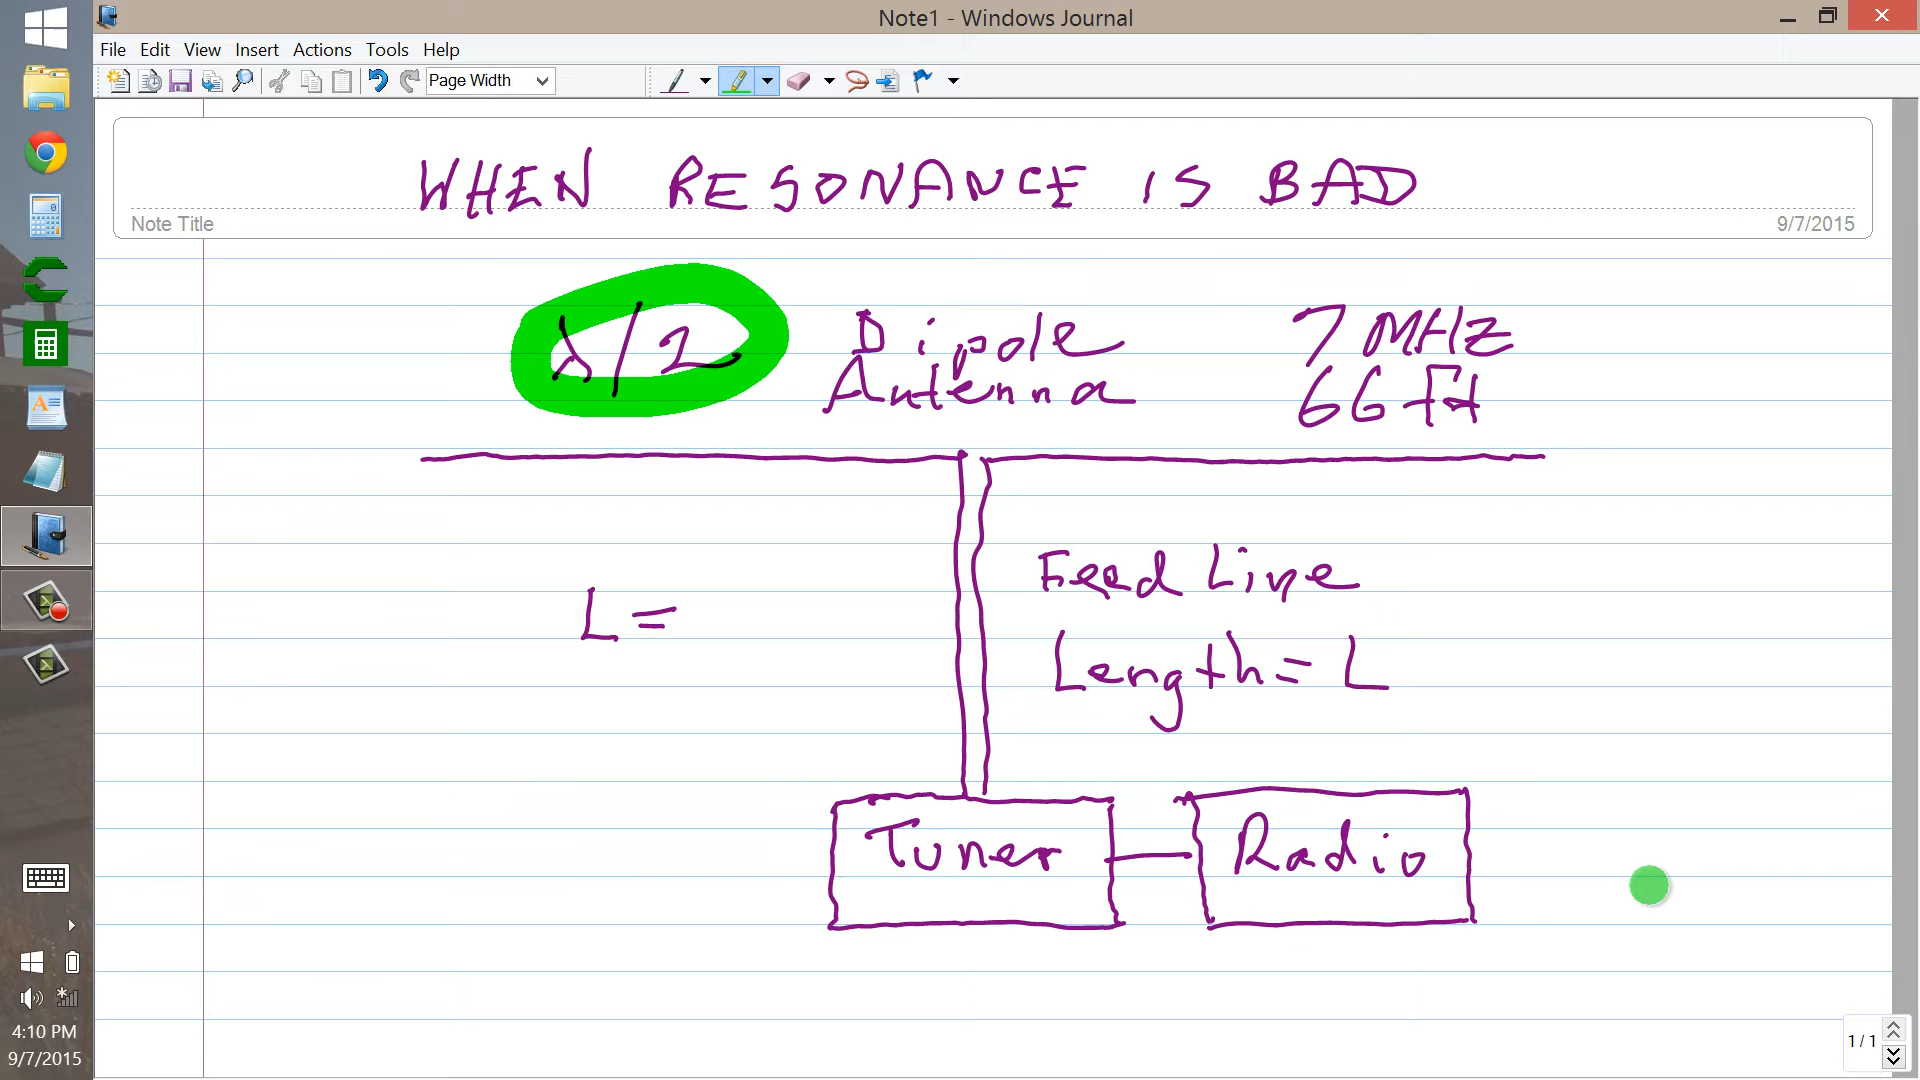 Note1 - Windows Journal
File Edit View Insert Actions Tools Help
Page Width
WHEN RESONANCE IS BAD
Note Title
9/7/2015
λ/2 Dipole 7 MHZ
Antenna 66 Ft
Feed Line
L =
Length = L
Tuner Radio
4:10 PM
9/7/2015
1 / 1